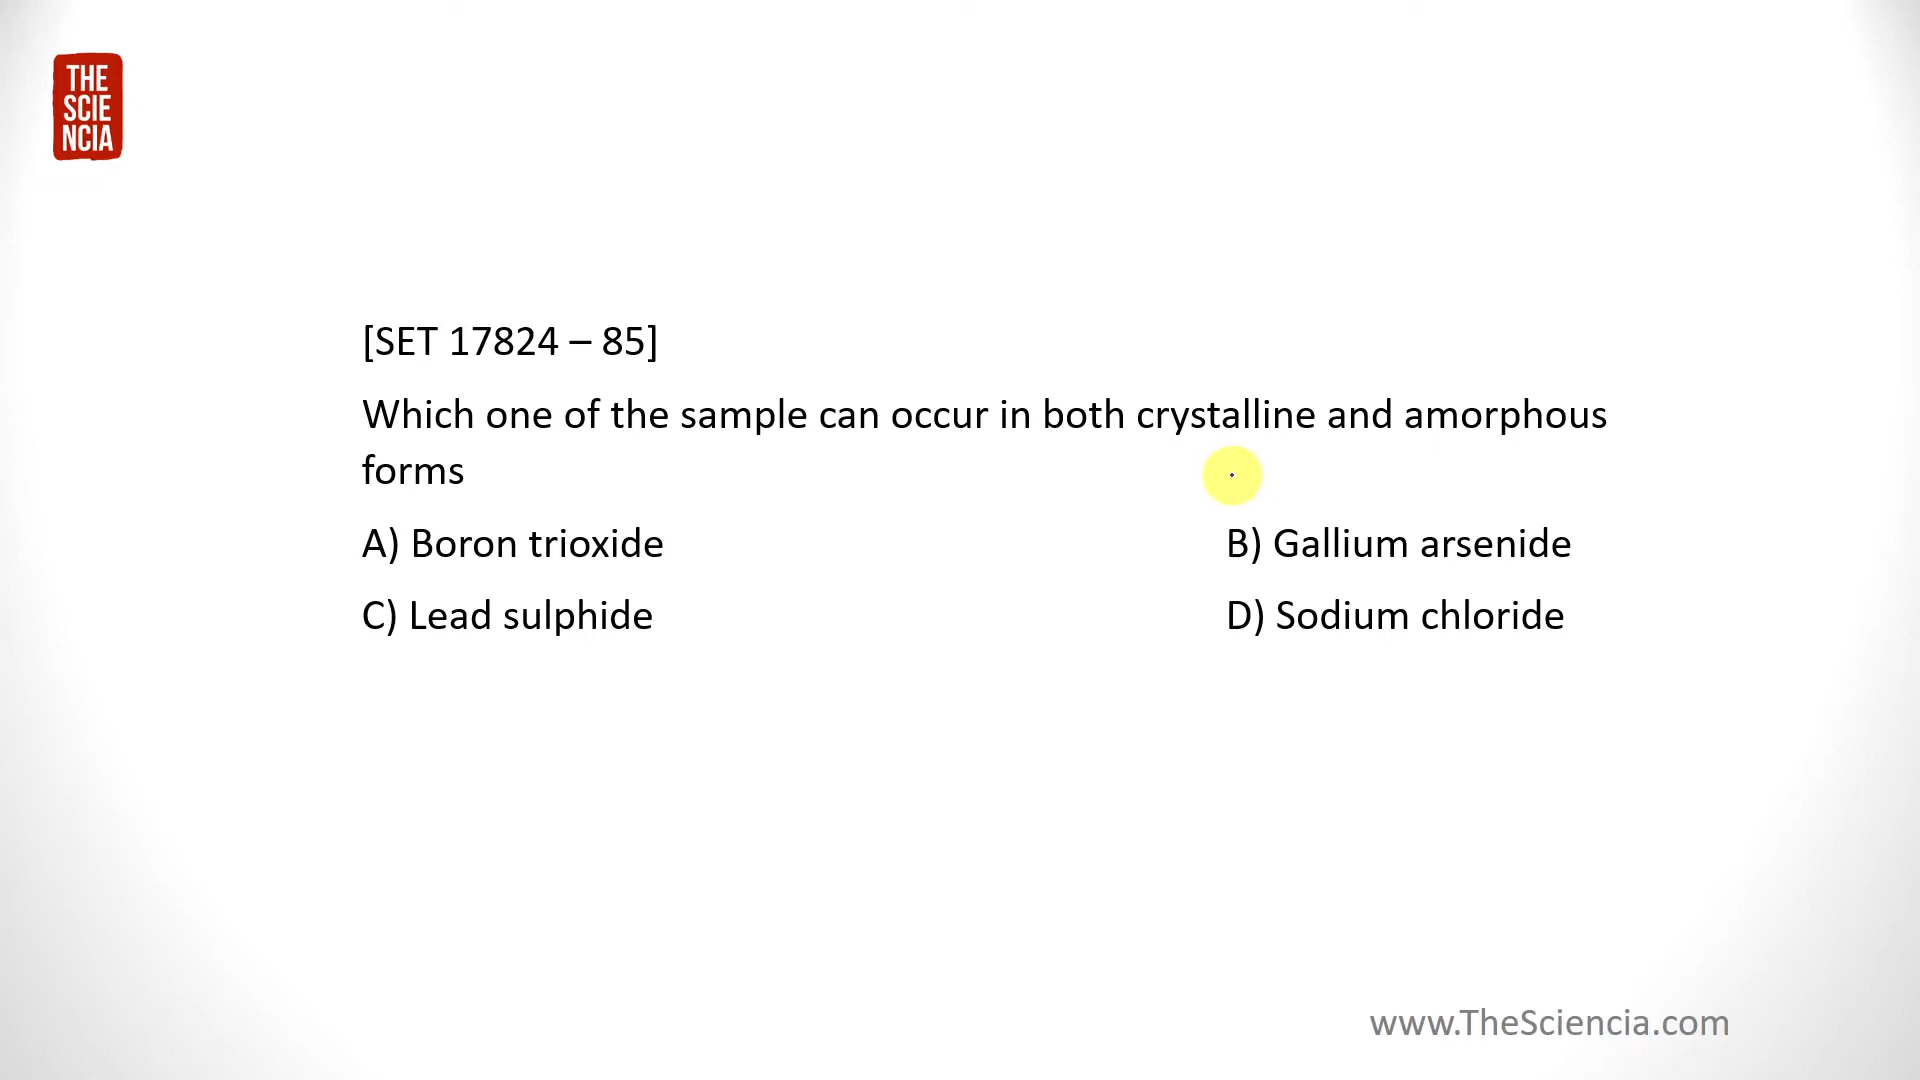 THE
SCIE
NCIA
[SET 17824 – 85]
Which one of the sample can occur in both crystalline and amorphous
forms
A) Boron trioxide B) Gallium arsenide
C) Lead sulphide D) Sodium chloride
www.TheSciencia.com